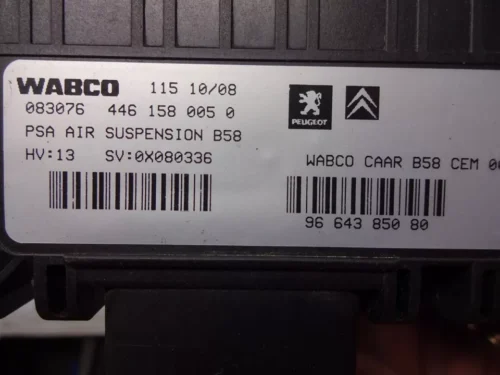 WABCO 115 10/08
083076 446 158 005 0
PSA AIR SUSPENSION B58
HV:13 SV:0X080336
PEUGEOT
WABCO CAAR B58 CEM
96 643 850 80